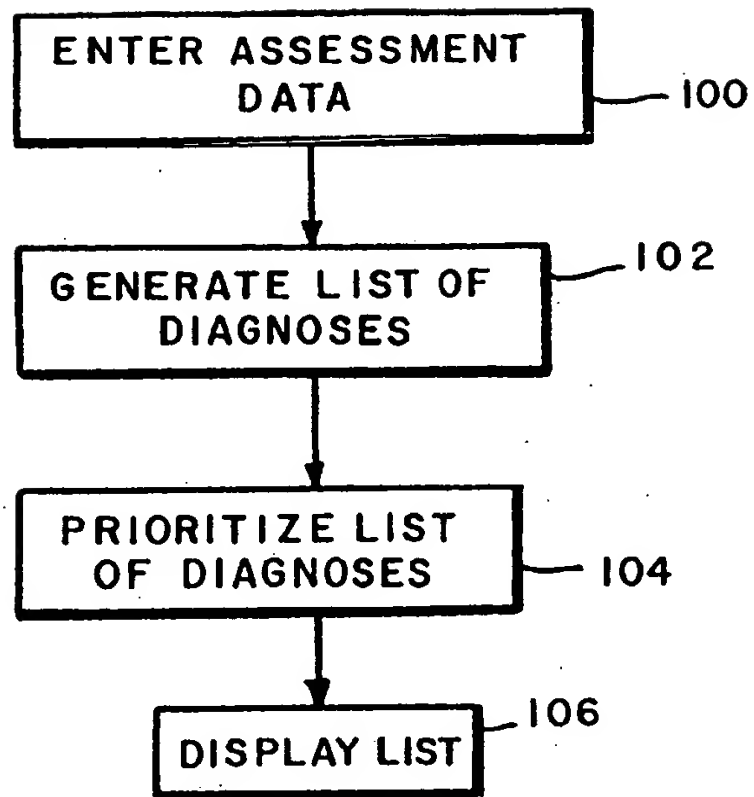 ENTER ASSESSMENT
DATA
100
GENERATE LIST OF
DIAGNOSES
102
PRIORITIZE LIST
OF DIAGNOSES
104
DISPLAY LIST
106